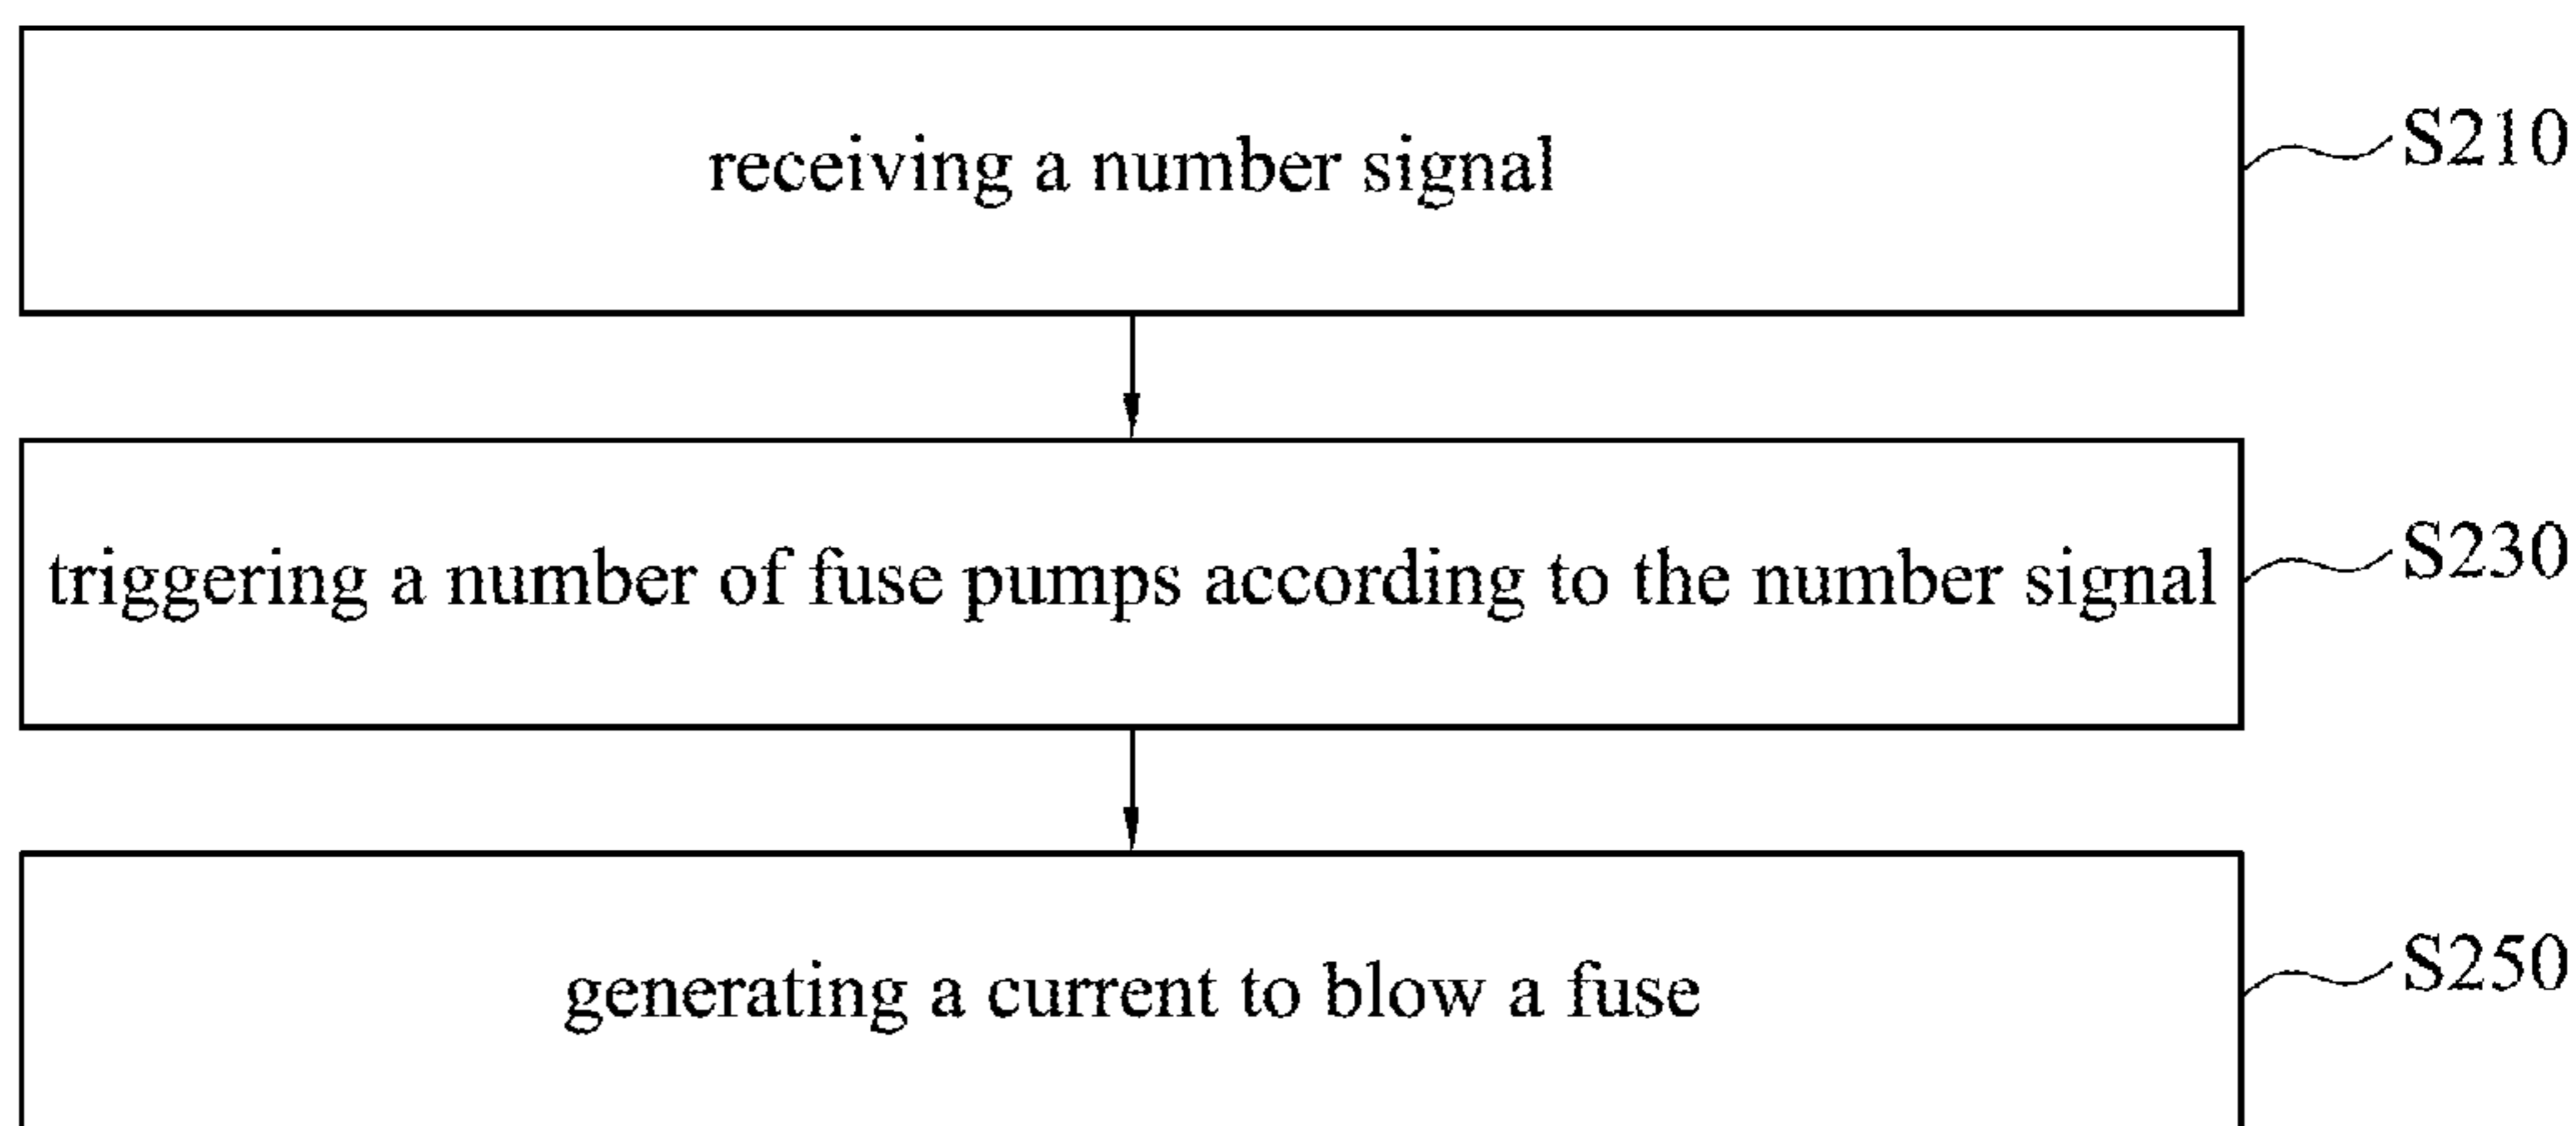 receiving a number signal
S210
triggering a number of fuse pumps according to the number signal
S230
generating a current to blow a fuse
S250